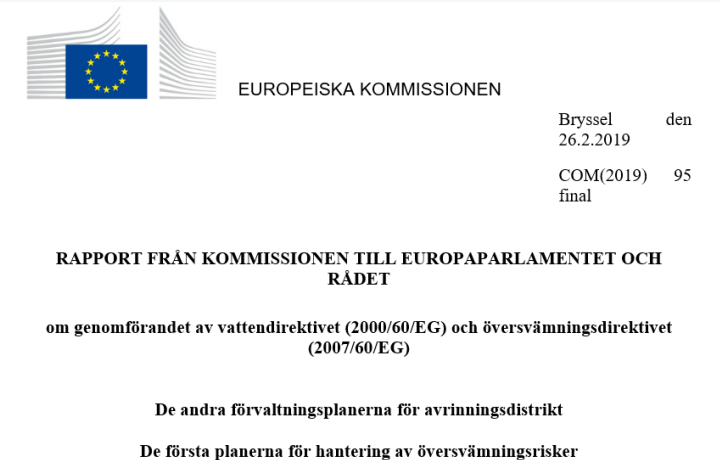 EUROPEISKA KOMMISSIONEN
Bryssel den
26.2.2019
COM(2019) 95
final
RAPPORT FRÅN KOMMISSIONEN TILL EUROPAPARLAMENTET OCH
RÅDET
om genomförandet av vattendirektivet (2000/60/EG) och översvämningsdirektivet
(2007/60/EG)
De andra förvaltningsplanerna för avrinningsdistrikt
De första planerna för hantering av översvämningsrisker